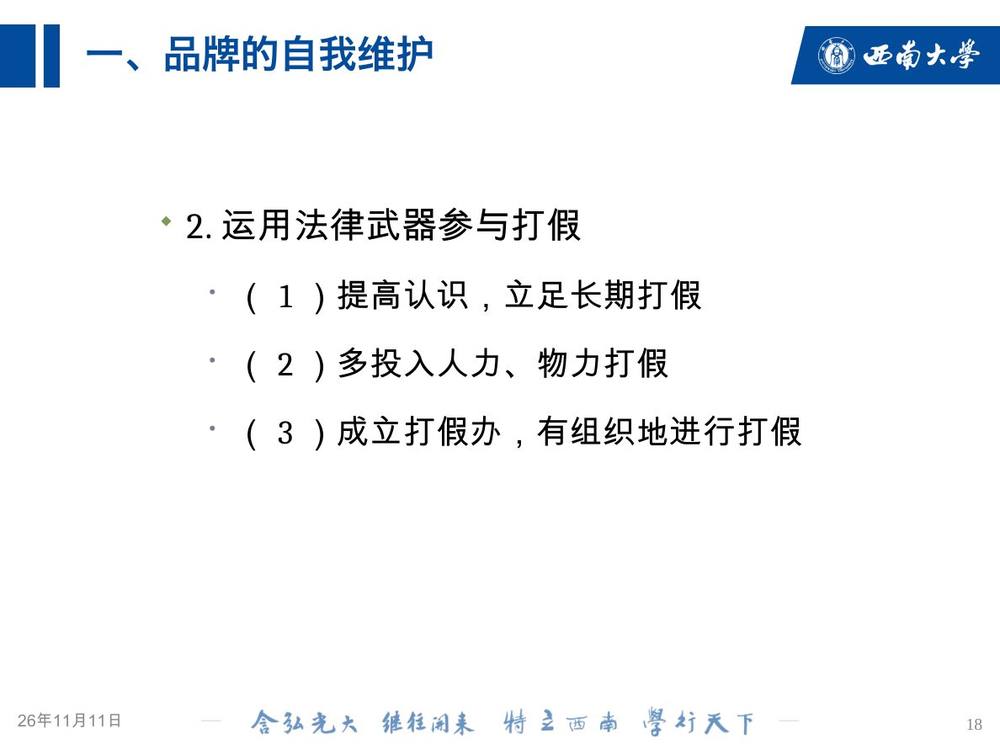 一、品牌的自我维护
西南大学
2. 运用法律武器参与打假
（ 1 ）提高认识，立足长期打假
（ 2 ）多投入人力、物力打假
（ 3 ）成立打假办，有组织地进行打假
26年11月11日
含弘光大 继往开来 特立西南 学行天下
18